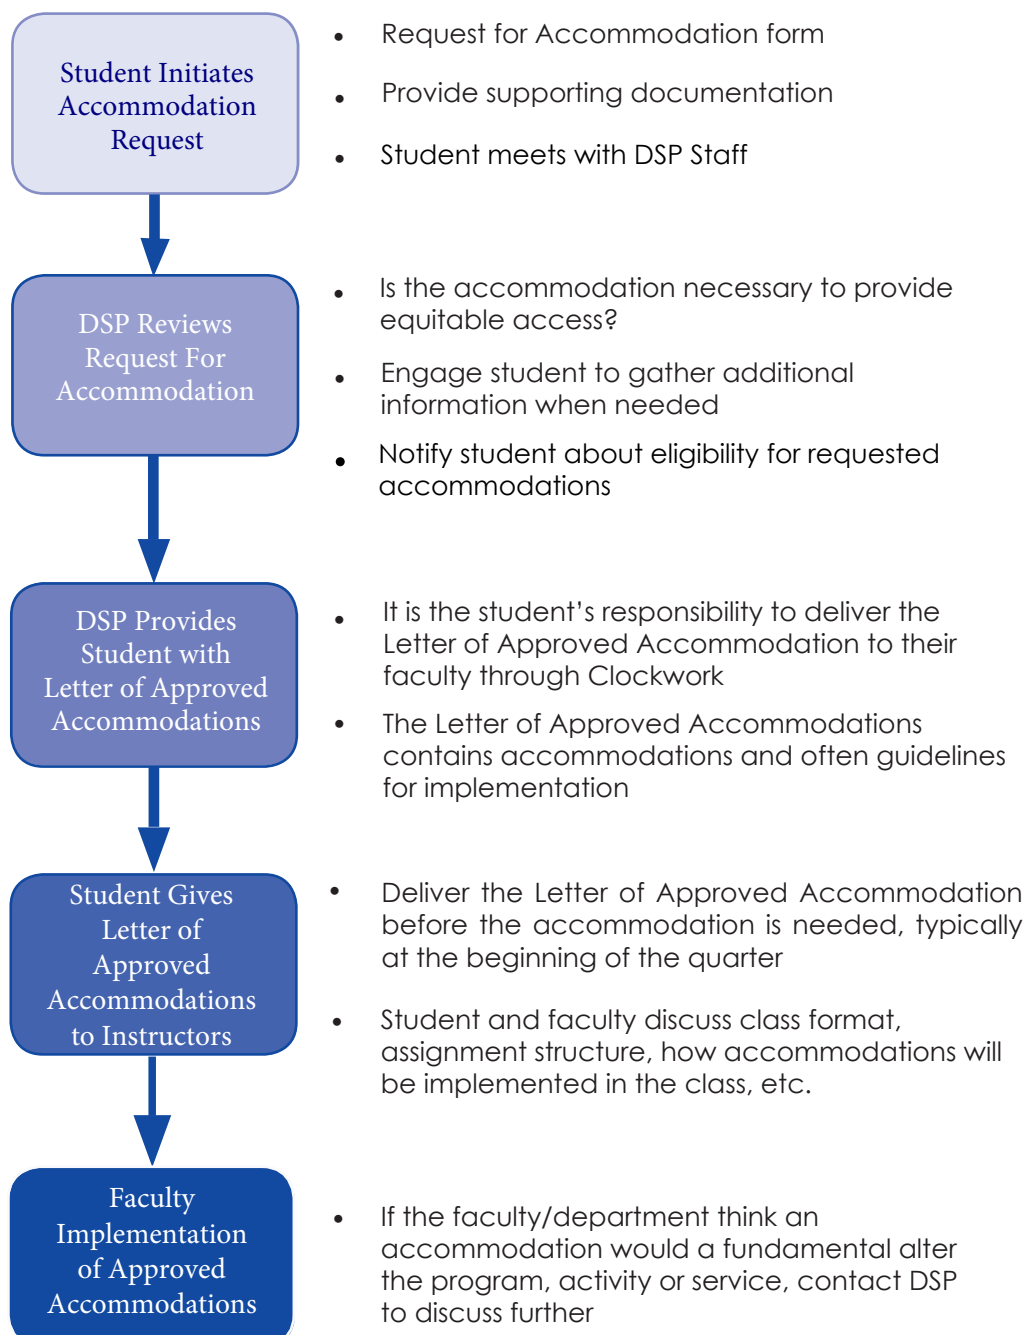 Student Initiates
Accommodation
Request
• Request for Accommodation form
• Provide supporting documentation
• Student meets with DSP Staff
DSP Reviews
Request For
Accommodation
• Is the accommodation necessary to provide
equitable access?
• Engage student to gather additional
information when needed
• Notify student about eligibility for requested
accommodations
DSP Provides
Student with
Letter of Approved
Accommodations
• It is the student’s responsibility to deliver the
Letter of Approved Accommodation to their
faculty through Clockwork
• The Letter of Approved Accommodations
contains accommodations and often guidelines
for implementation
Student Gives
Letter of
Approved
Accommodations
to Instructors
• Deliver the Letter of Approved Accommodation
before the accommodation is needed, typically
at the beginning of the quarter
• Student and faculty discuss class format,
assignment structure, how accommodations will
be implemented in the class, etc.
Faculty
Implementation
of Approved
Accommodations
• If the faculty/department think an
accommodation would a fundamental alter
the program, activity or service, contact DSP
to discuss further